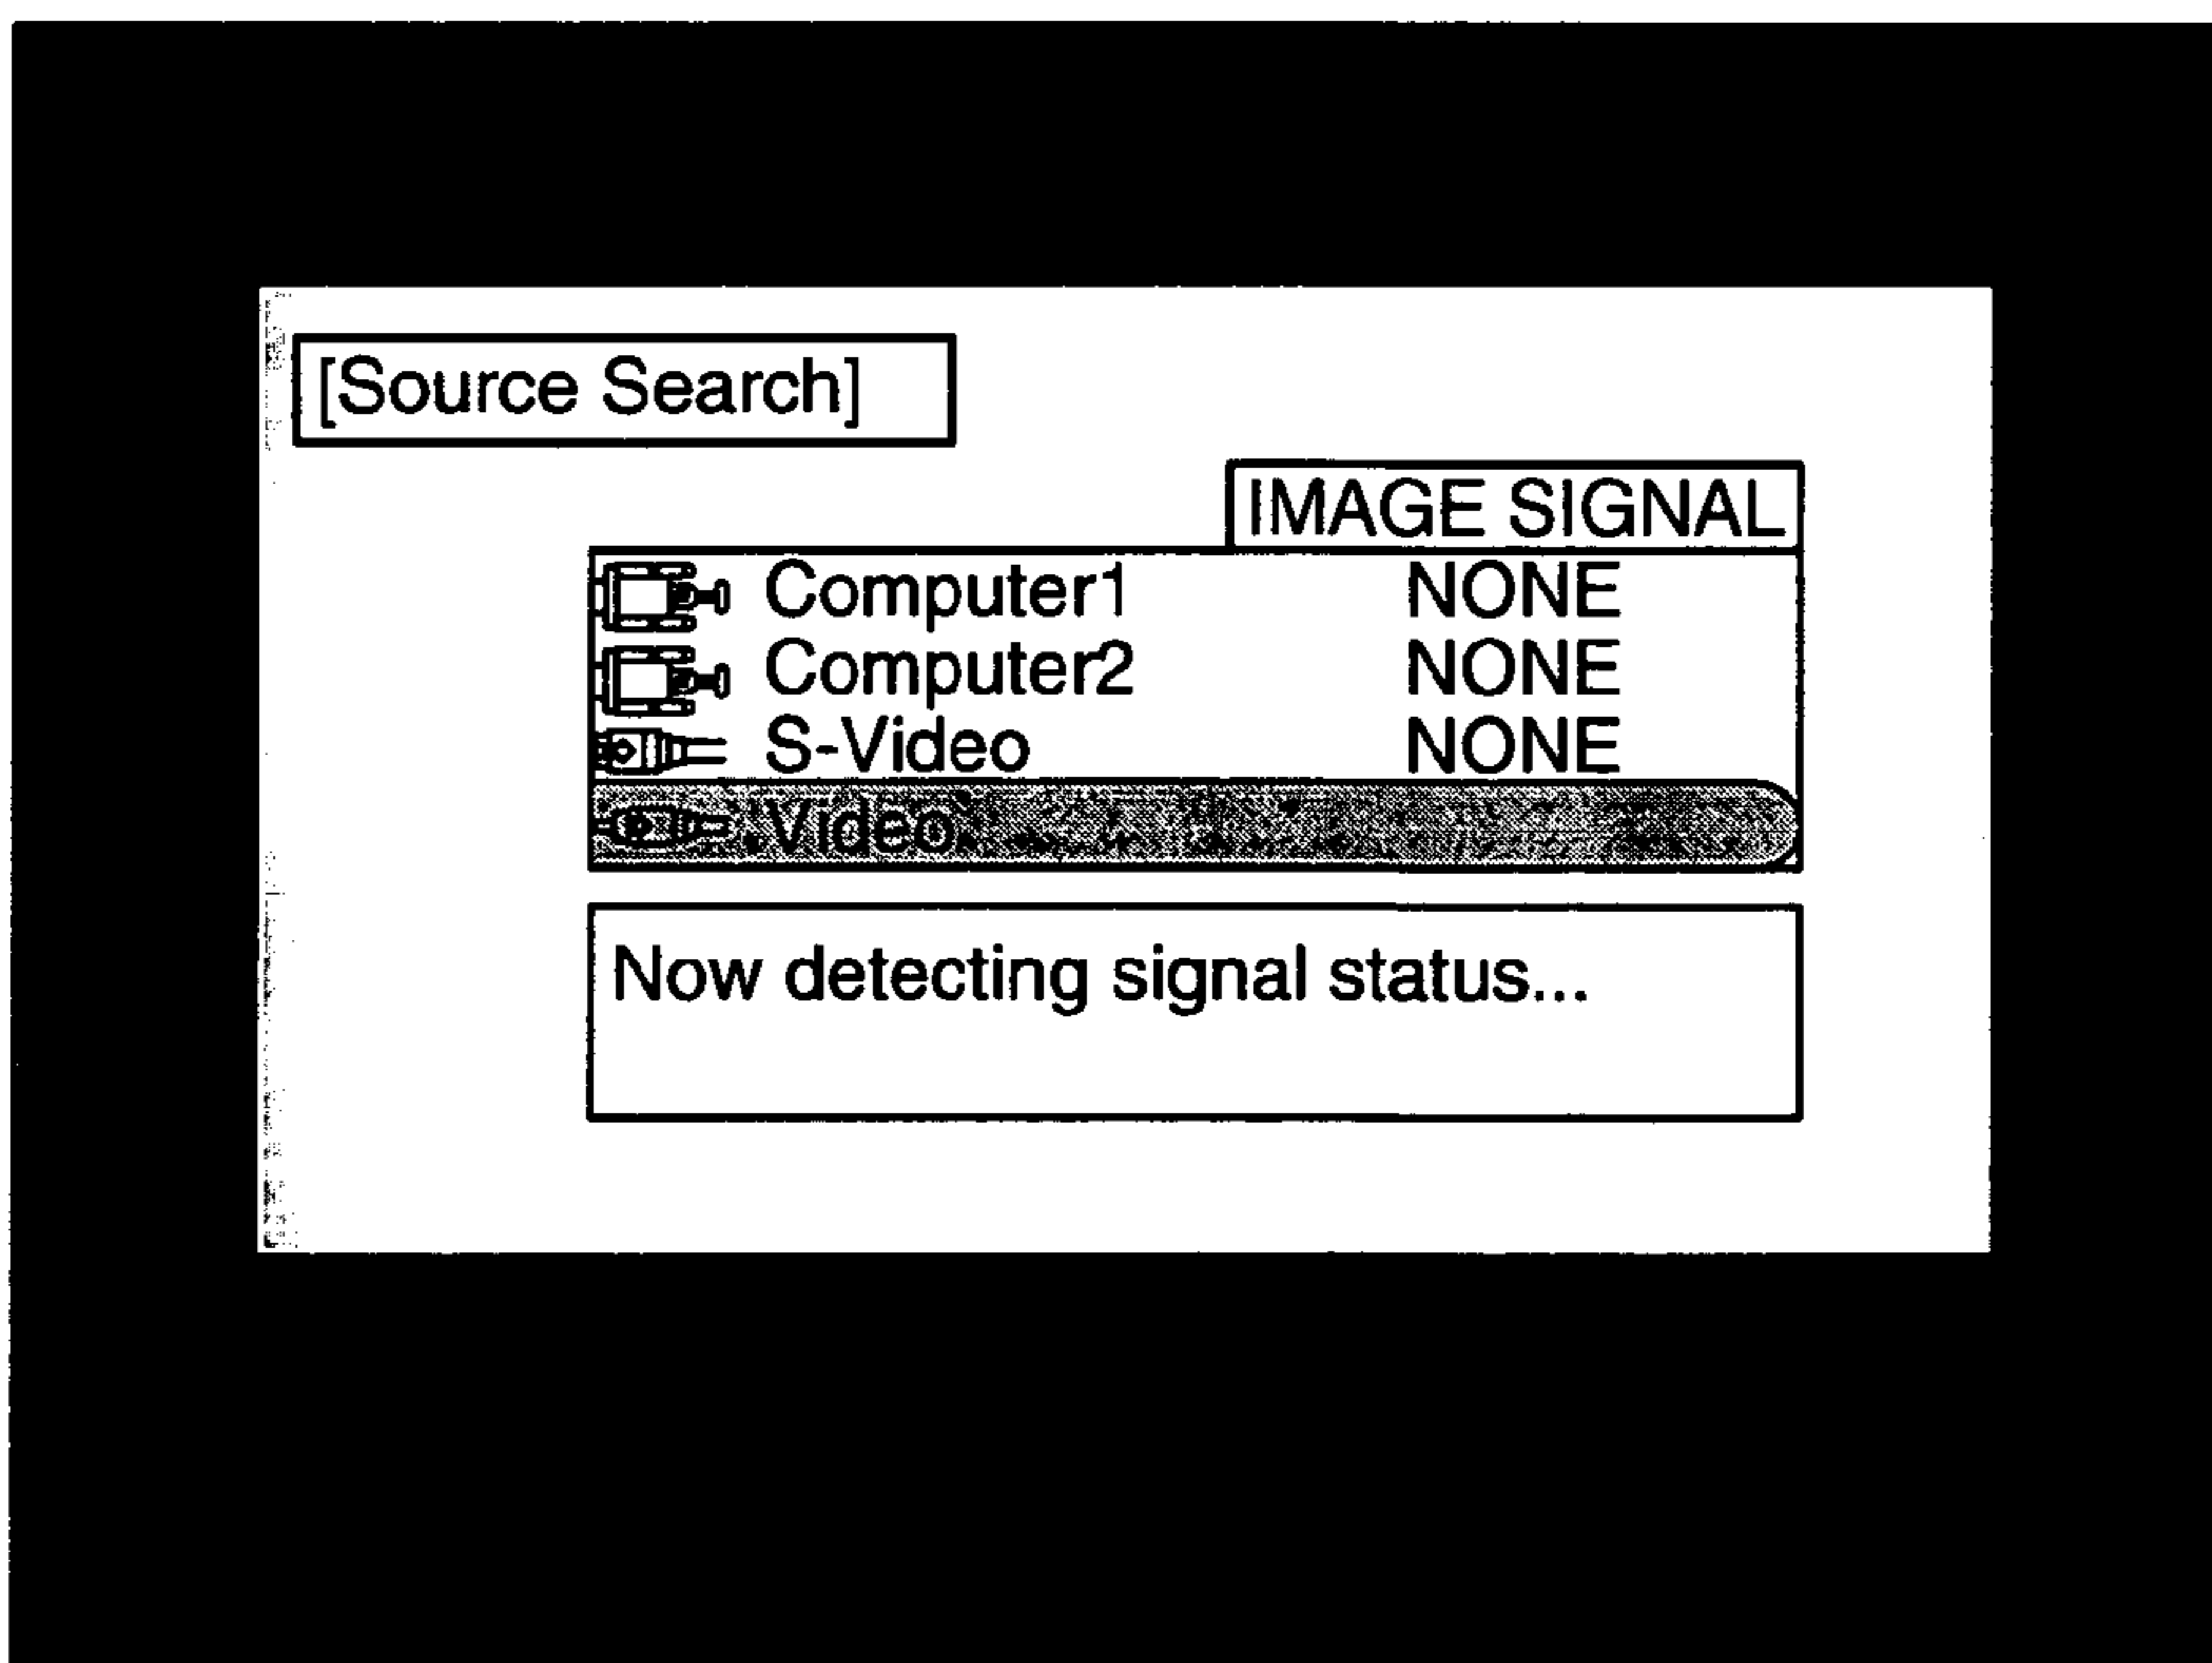 [Source Search]
IMAGE SIGNAL
Computer1 NONE
Computer2 NONE
S-Video NONE
Video
Now detecting signal status...